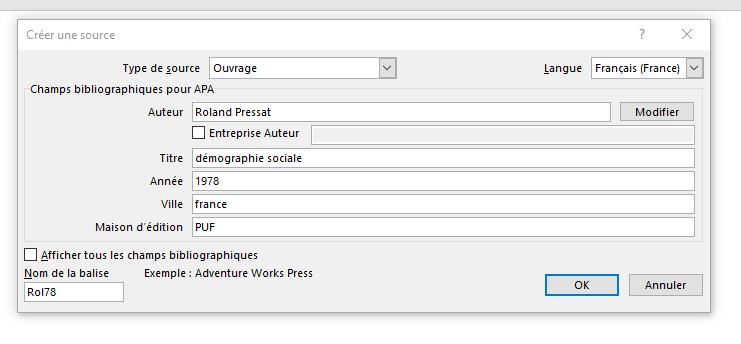 Créer une source ?
Type de source Ouvrage Langue Français (France)
Champs bibliographiques pour APA
Auteur Roland Pressat Modifier
Entreprise Auteur
Titre démographie sociale
Année 1978
Ville france
Maison d'édition PUF
Afficher tous les champs bibliographiques
Nom de la balise Exemple : Adventure Works Press
Rol78 OK Annuler